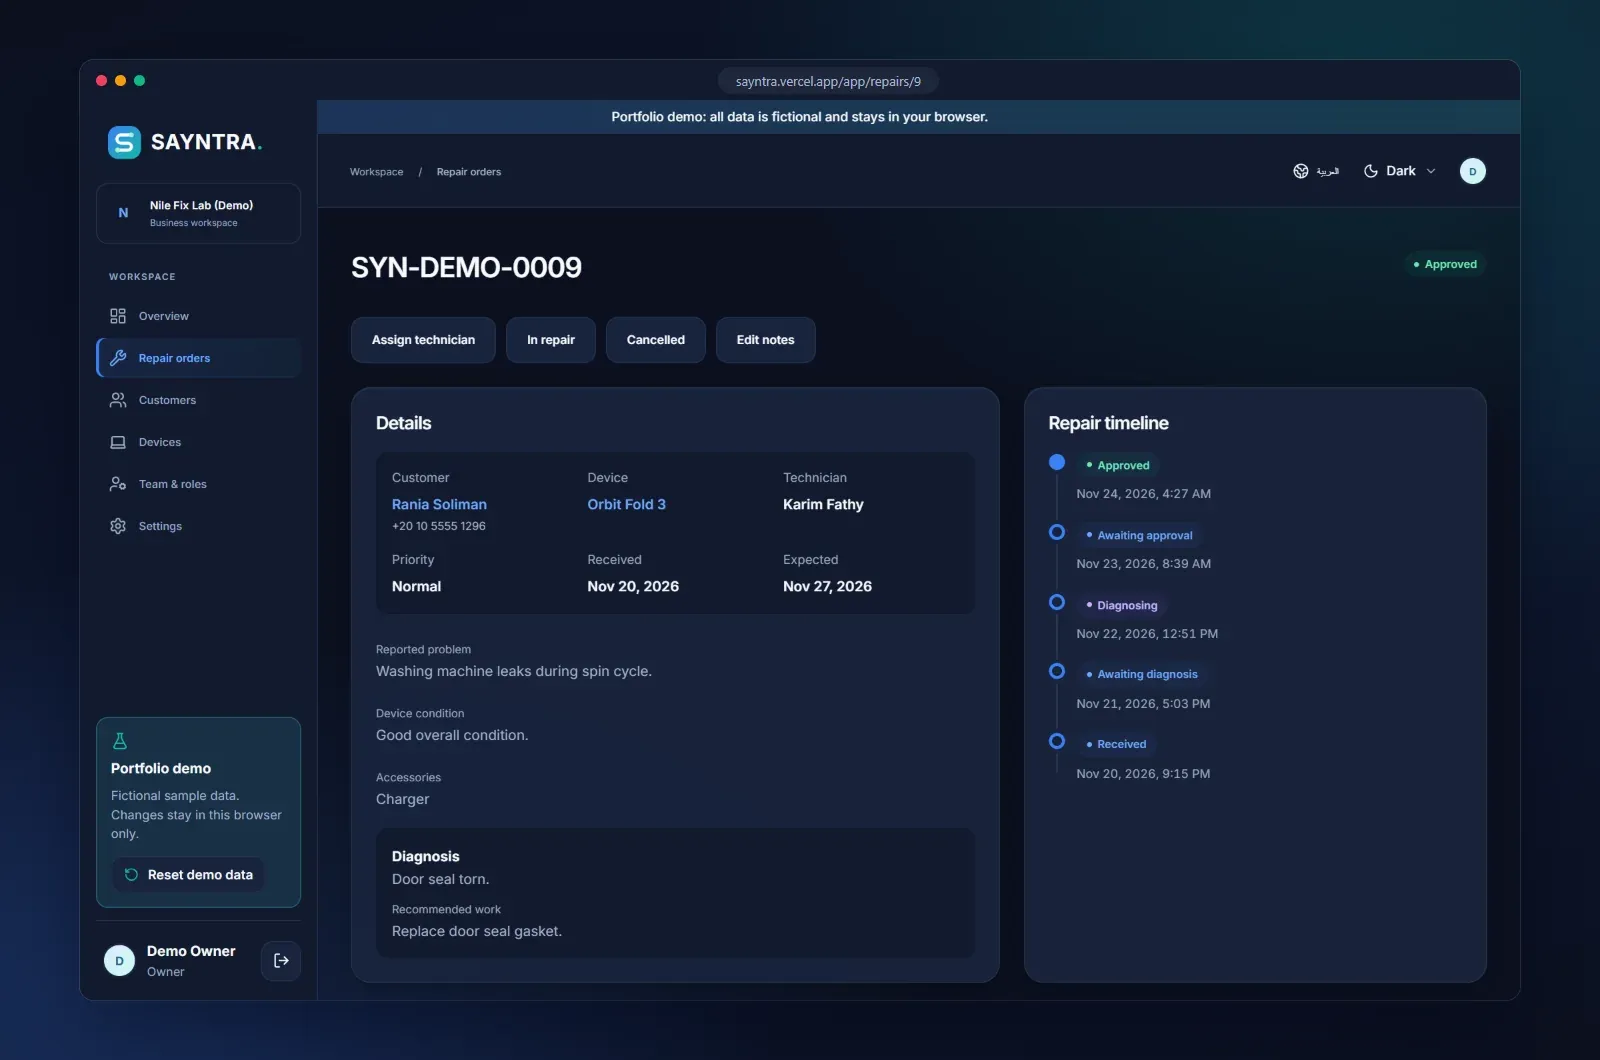 sayntra.vercel.app/app/repairs/9
SAYNTRA.
Portfolio demo: all data is fictional and stays in your browser.
N
Nile Fix Lab (Demo)
Business workspace
WORKSPACE
Overview
Repair orders
Customers
Devices
Team & roles
Settings
Portfolio demo
Fictional sample data.
Changes stay in this browser
only.
Reset demo data
D
Demo Owner
Owner
Workspace / Repair orders
العربية
Dark
D
SYN-DEMO-0009
Approved
Assign technician
In repair
Cancelled
Edit notes
Details
Customer
Rania Soliman
+20 10 5555 1296
Device
Orbit Fold 3
Technician
Karim Fathy
Priority
Normal
Received
Nov 20, 2026
Expected
Nov 27, 2026
Reported problem
Washing machine leaks during spin cycle.
Device condition
Good overall condition.
Accessories
Charger
Diagnosis
Door seal torn.
Recommended work
Replace door seal gasket.
Repair timeline
Approved
Nov 24, 2026, 4:27 AM
Awaiting approval
Nov 23, 2026, 8:39 AM
Diagnosing
Nov 22, 2026, 12:51 PM
Awaiting diagnosis
Nov 21, 2026, 5:03 PM
Received
Nov 20, 2026, 9:15 PM